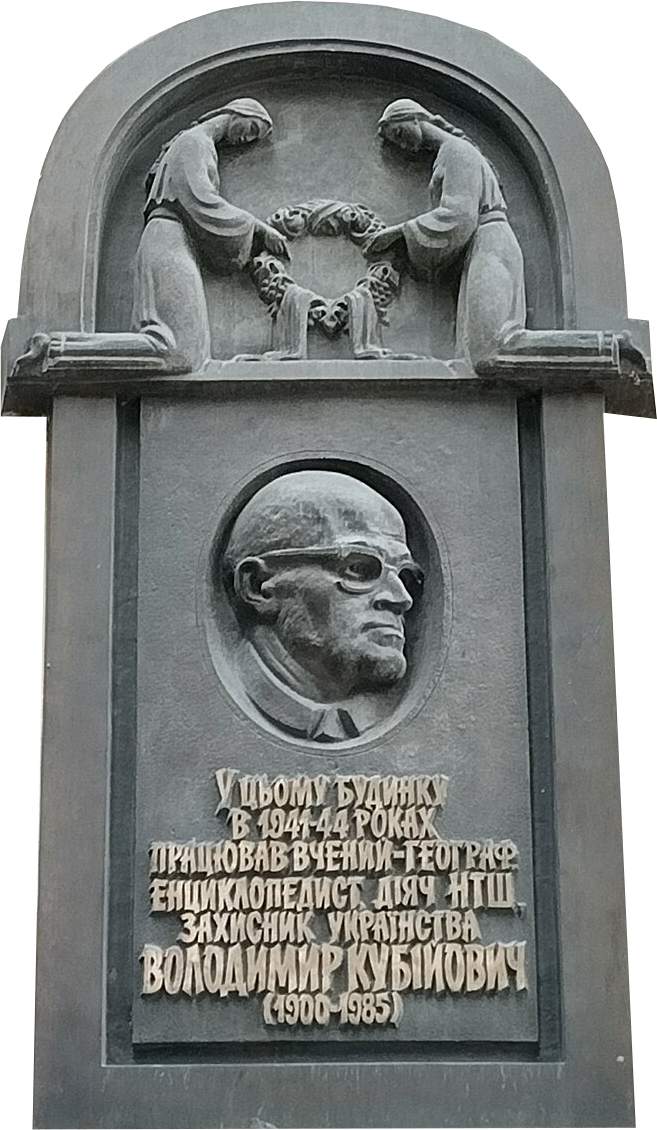 У ЦЬОМУ БУДИНКУ
В 1941-44 РОКАХ
ПРАЦЮВАВ ВЧЕНИЙ-ГЕОГРАФ
ЕНЦИКЛОПЕДИСТ, ДІЯЧ НТШ,
ЗАХИСНИК УКРАЇНСТВА
ВОЛОДИМИР КУБІЙОВИЧ
(1900-1985)